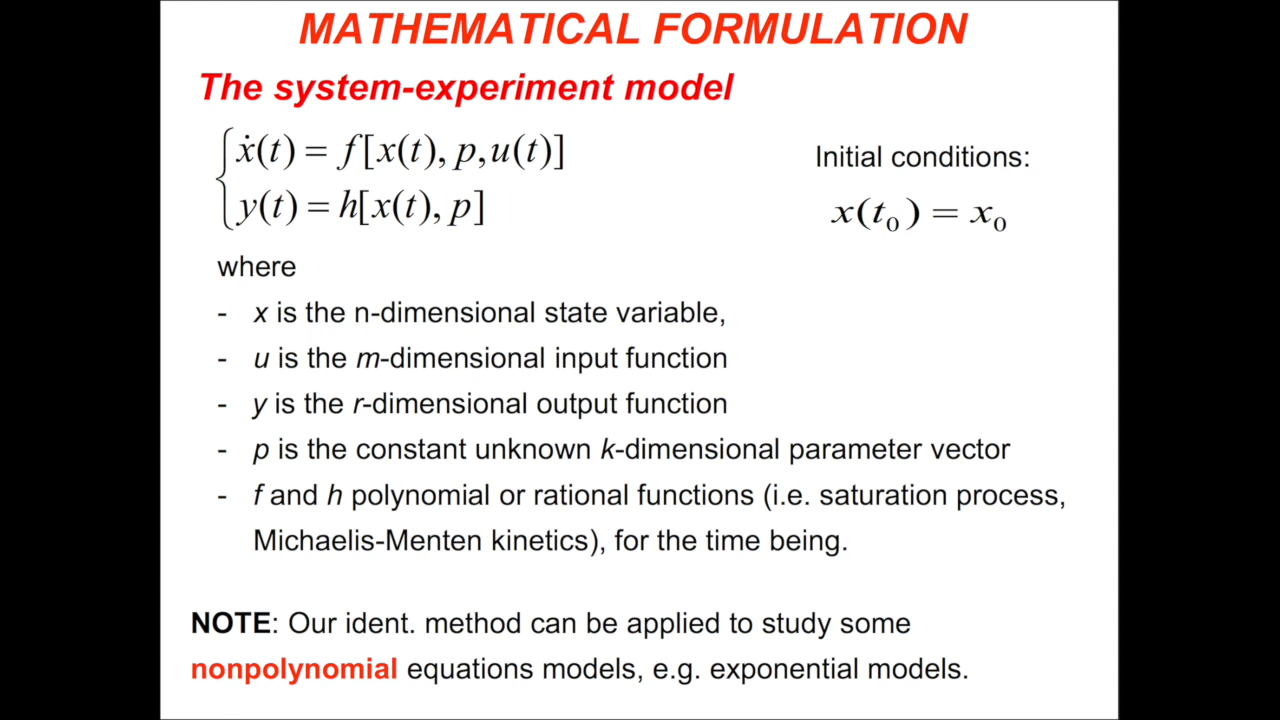 MATHEMATICAL FORMULATION
The system-experiment model
ẋ(t) = f[x(t), p,u(t)]
y(t) = h[x(t), p]
Initial conditions:
x(t₀) = x₀
where
- x is the n-dimensional state variable,
- u is the m-dimensional input function
- y is the r-dimensional output function
- p is the constant unknown k-dimensional parameter vector
- f and h polynomial or rational functions (i.e. saturation process,
Michaelis-Menten kinetics), for the time being.
NOTE: Our ident. method can be applied to study some
nonpolynomial equations models, e.g. exponential models.